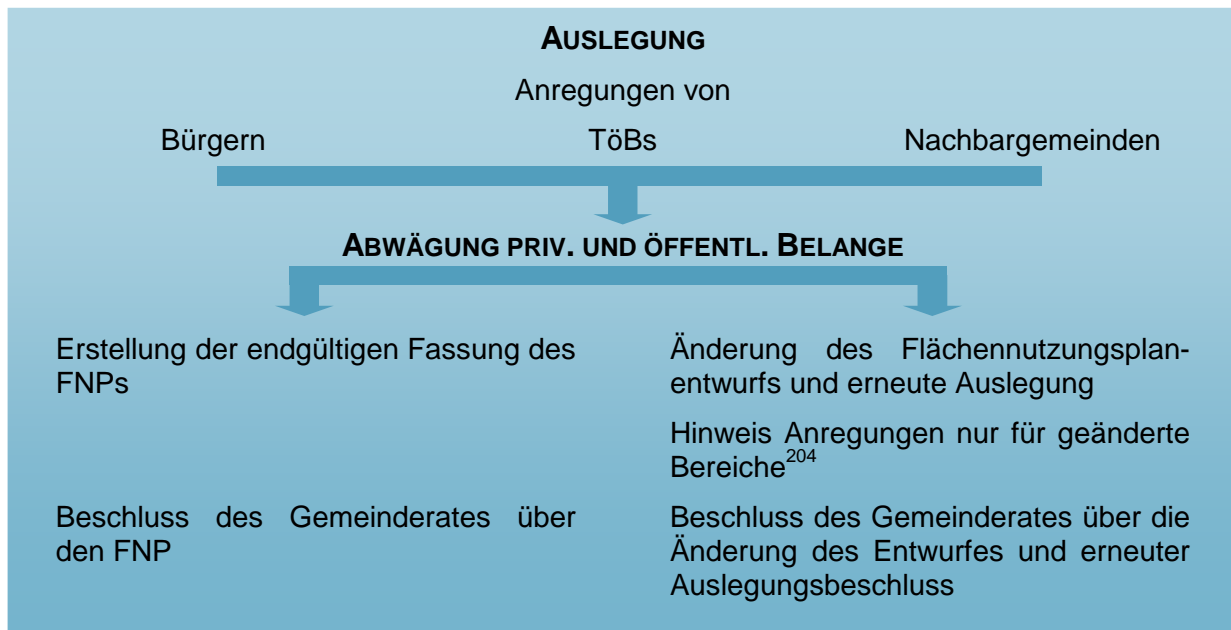 AUSLEGUNG
Anregungen von
Bürgern TöBs Nachbargemeinden
ABWÄGUNG PRIV. UND ÖFFENTL. BELANGE
Erstellung der endgültigen Fassung des
FNPs
Änderung des Flächennutzungsplan-
entwurfs und erneute Auslegung
Hinweis Anregungen nur für geänderte
Bereiche204
Beschluss des Gemeinderates über
den FNP
Beschluss des Gemeinderates über die
Änderung des Entwurfes und erneuter
Auslegungsbeschluss